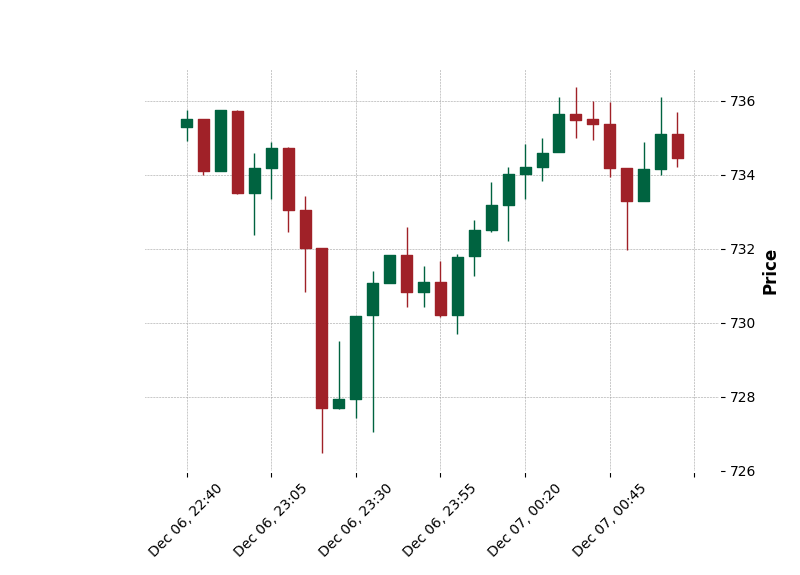 736
734
732
730
728
726
Price
Dec 06, 22:40
Dec 06, 23:05
Dec 06, 23:30
Dec 06, 23:55
Dec 07, 00:20
Dec 07, 00:45